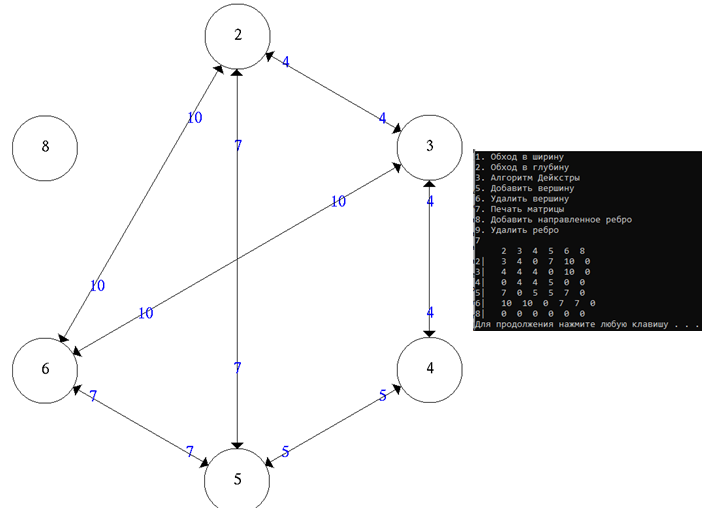 2
4
10
4
8
7
3
10
4
10
10
4
6
7
4
5
7
5
5
1. Обход в ширину
2. Обход в глубину
3. Алгоритм Дейкстры
5. Добавить вершину
6. Удалить вершину
7. Печать матрицы
8. Добавить направленное ребро
9. Удалить ребро
7
2 3 4 5 6 8
2| 3 4 0 7 10 0
3| 4 4 4 0 10 0
4| 0 4 4 5 0 0
5| 7 0 5 5 7 0
6| 10 10 0 7 7 0
8| 0 0 0 0 0 0
Для продолжения нажмите любую клавишу . . .